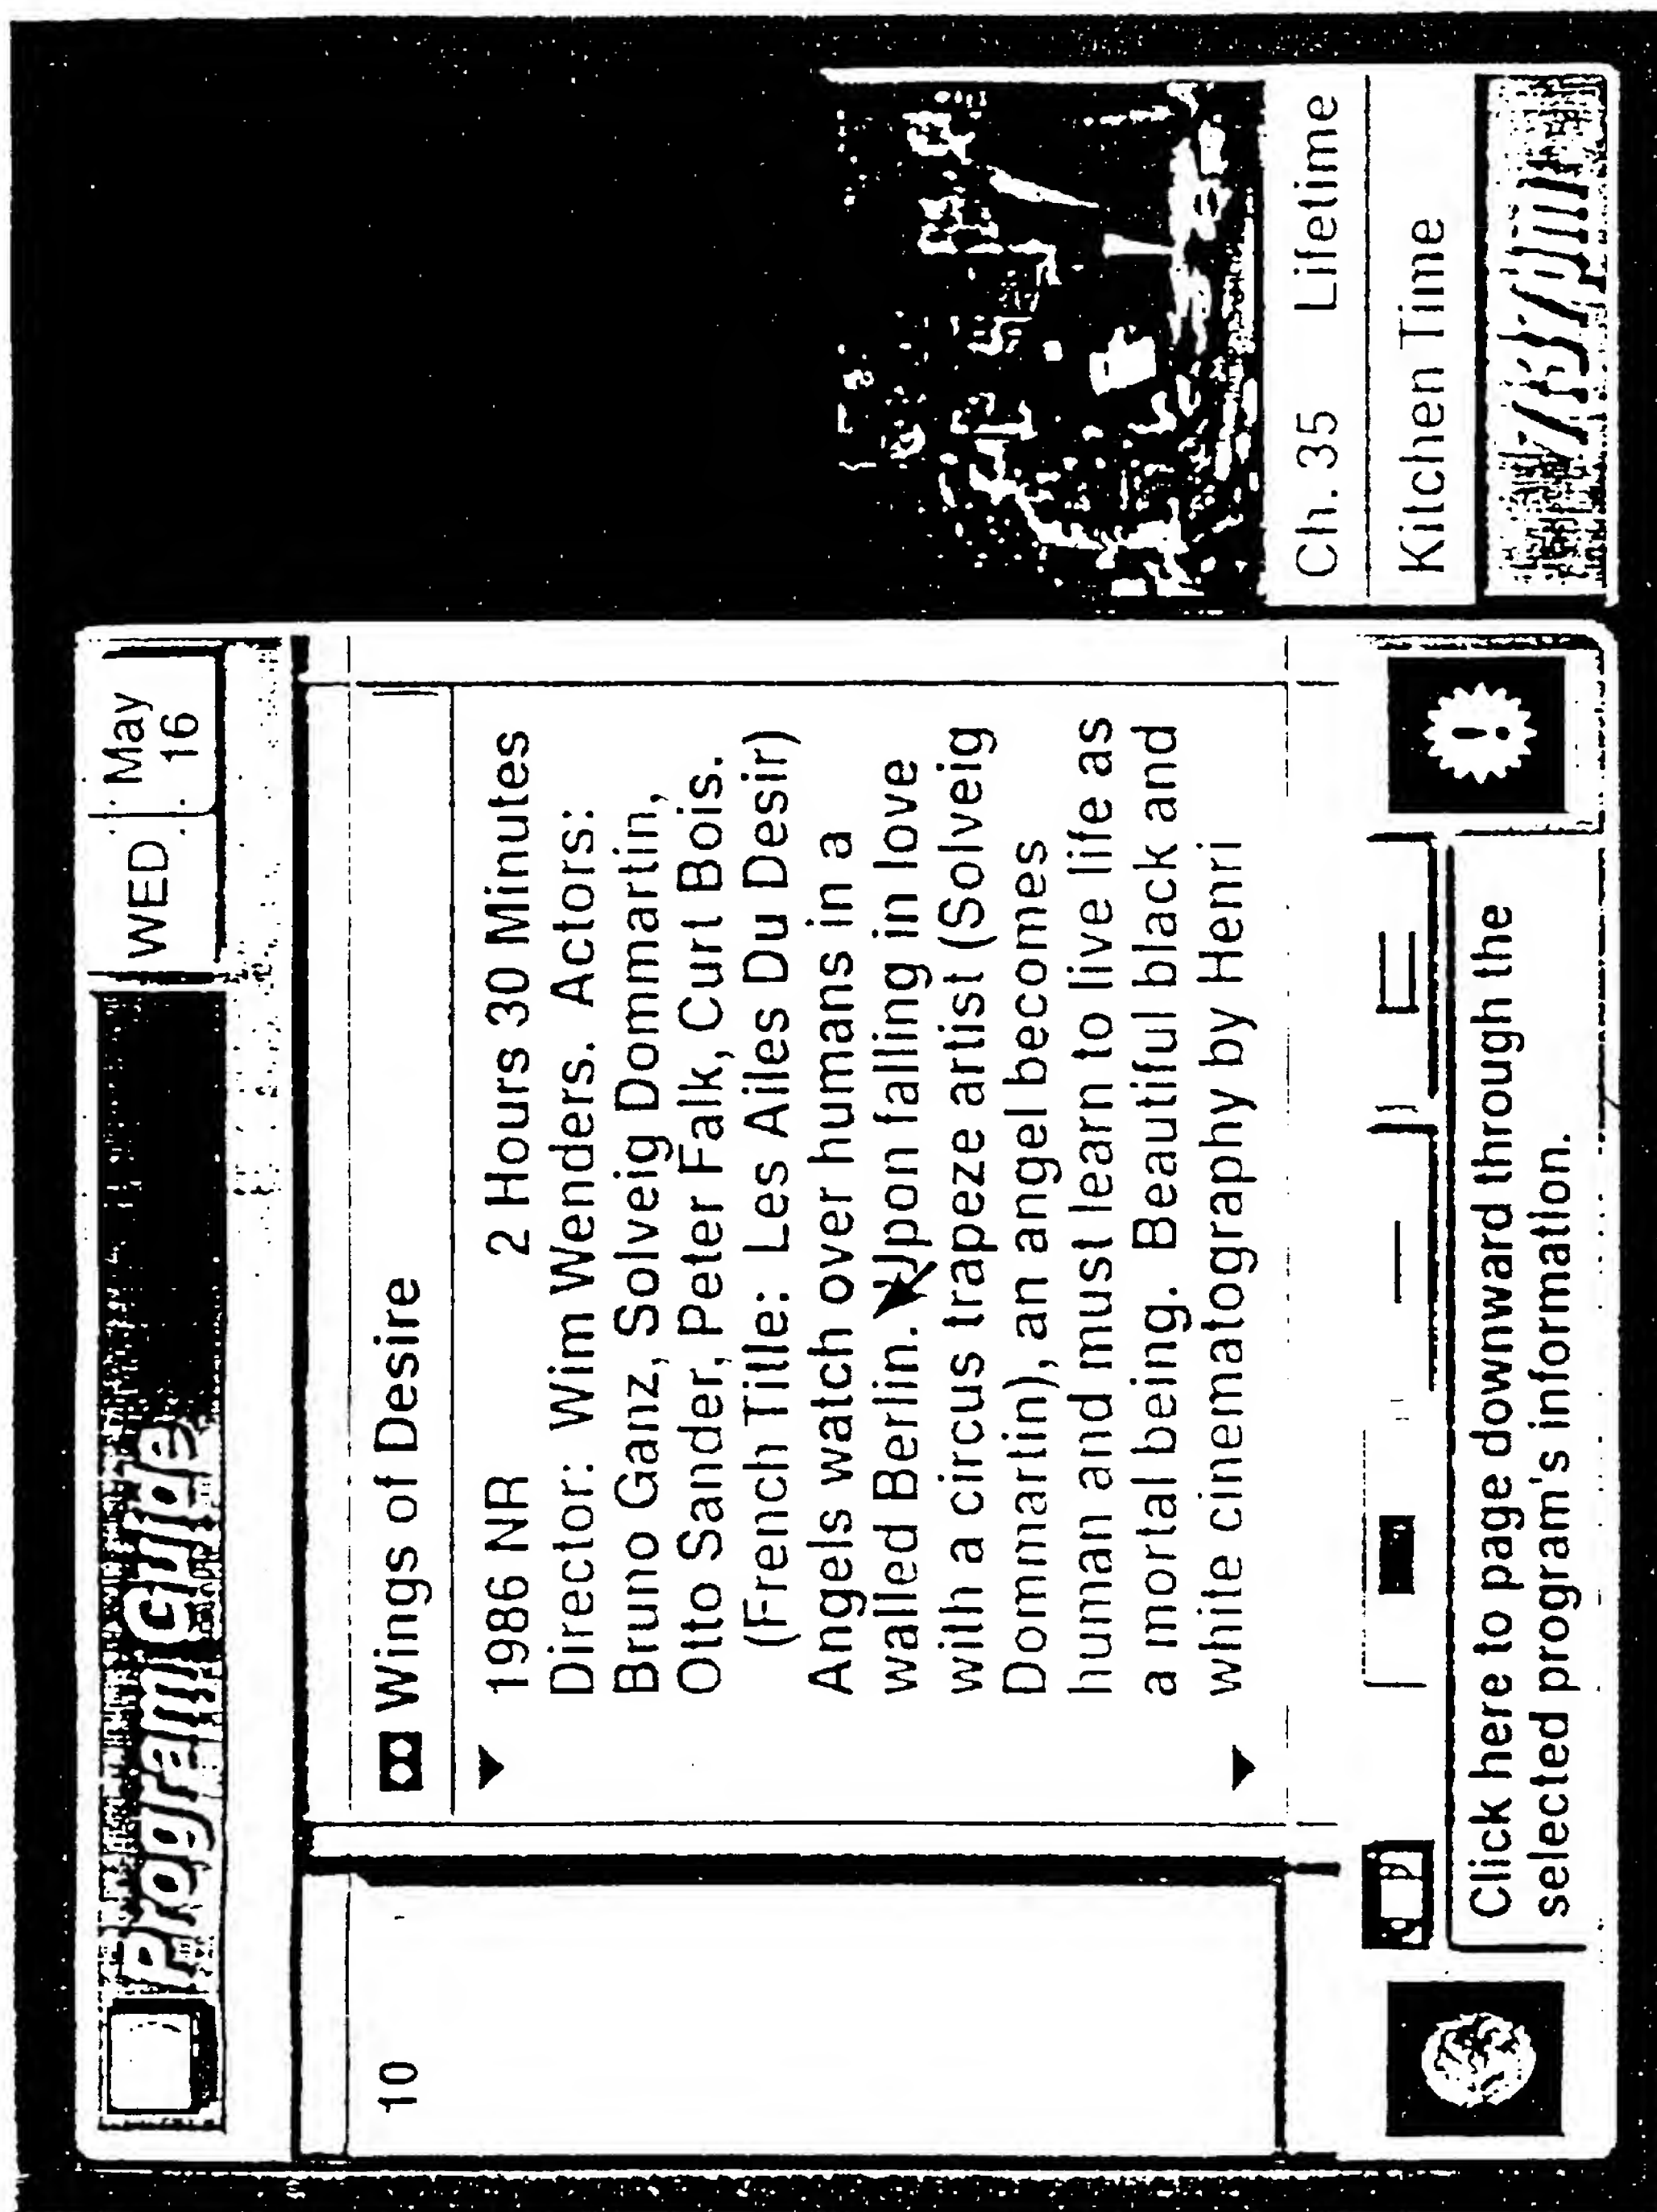 Program Guide
WED
May
16
10
Wings of Desire
1986 NR 2 Hours 30 Minutes
Director: Wim Wenders. Actors:
Bruno Ganz, Solveig Dommartin,
Otto Sander, Peter Falk, Curt Bois.
(French Title: Les Ailes Du Desir)
Angels watch over humans in a
walled Berlin. Upon falling in love
with a circus trapeze artist (Solveig
Dommartin), an angel becomes
human and must learn to live life as
a mortal being. Beautiful black and
white cinematography by Henri
Click here to page downward through the
selected program's information.
!
Ch. 35 Lifetime
Kitchen Time